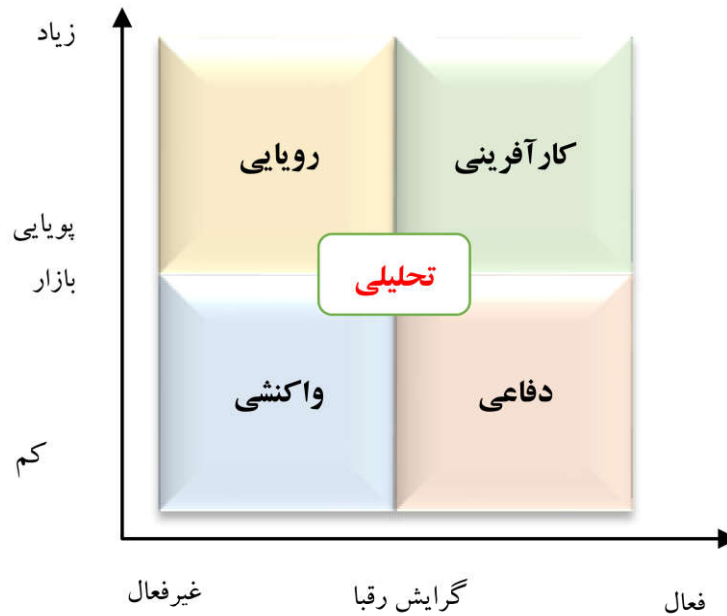 زیاد
کارآفرینی
رویایی
پویایی
بازار
تحلیلی
دفاعی
واکنشی
کم
فعال
گرایش رقبا
غیرفعال